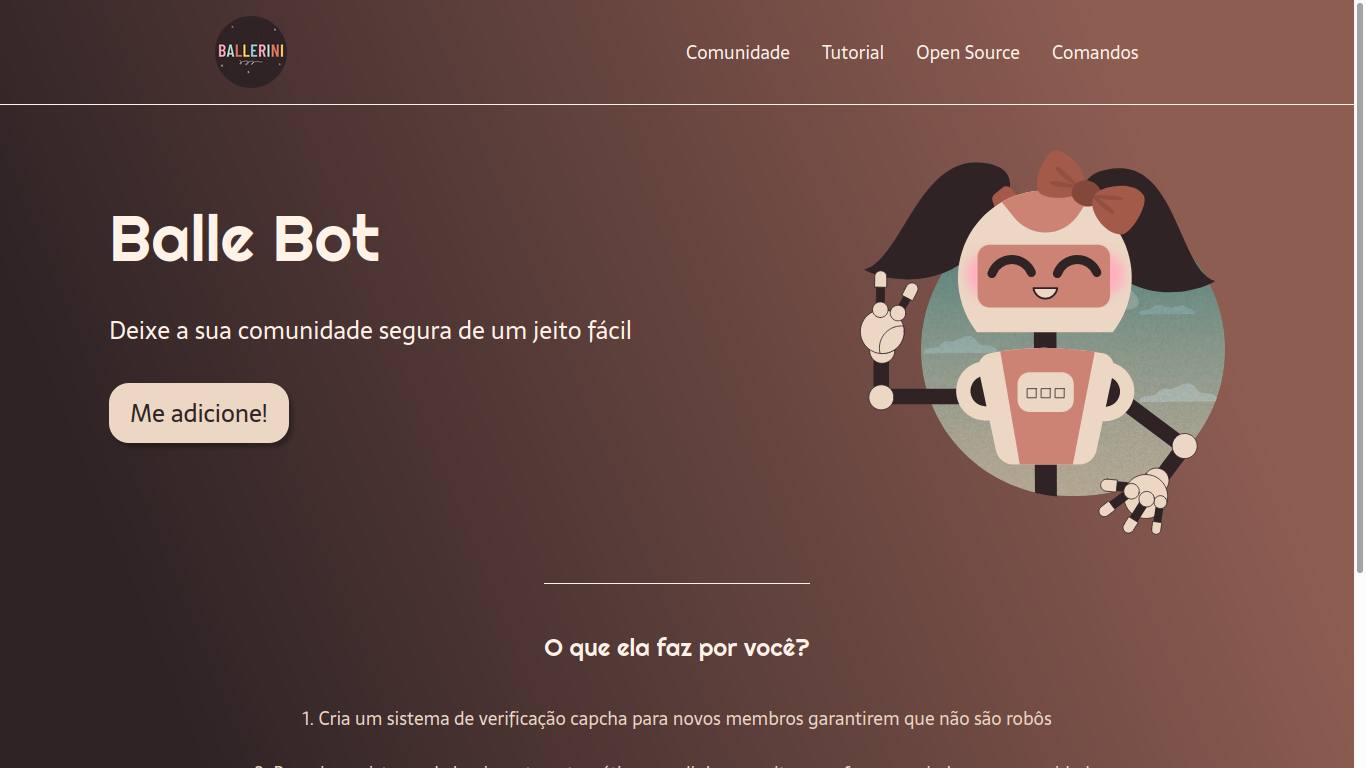 BALLERINI
Comunidade Tutorial Open Source Comandos
Balle Bot
Deixe a sua comunidade segura de um jeito fácil
Me adicione!
O que ela faz por você?
1. Cria um sistema de verificação capcha para novos membros garantirem que não são robôs